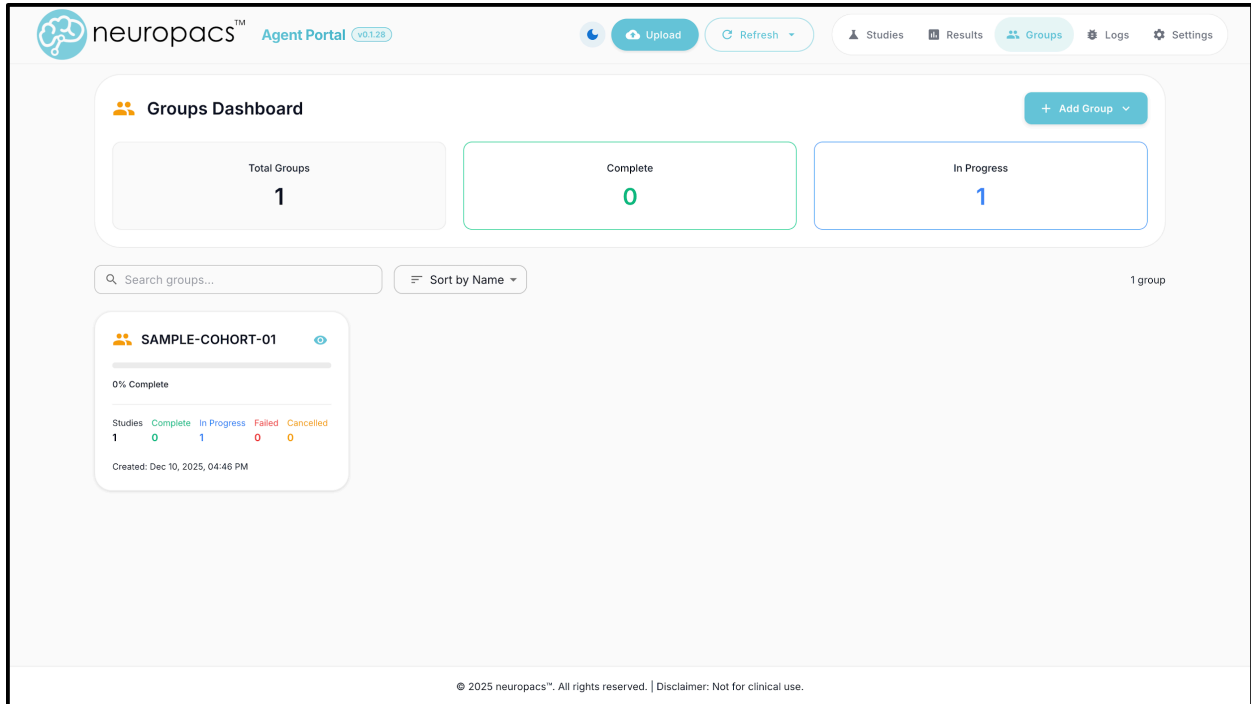 neuropacs™ Agent Portal v0.1.28 Upload Refresh Studies Results Groups Logs Settings
Groups Dashboard + Add Group
Total Groups Complete In Progress
1 0 1
Search groups... Sort by Name 1 group
SAMPLE-COHORT-01
0% Complete
Studies Complete In Progress Failed Cancelled
1 0 1 0 0
Created: Dec 10, 2025, 04:46 PM
© 2025 neuropacs™. All rights reserved. | Disclaimer: Not for clinical use.